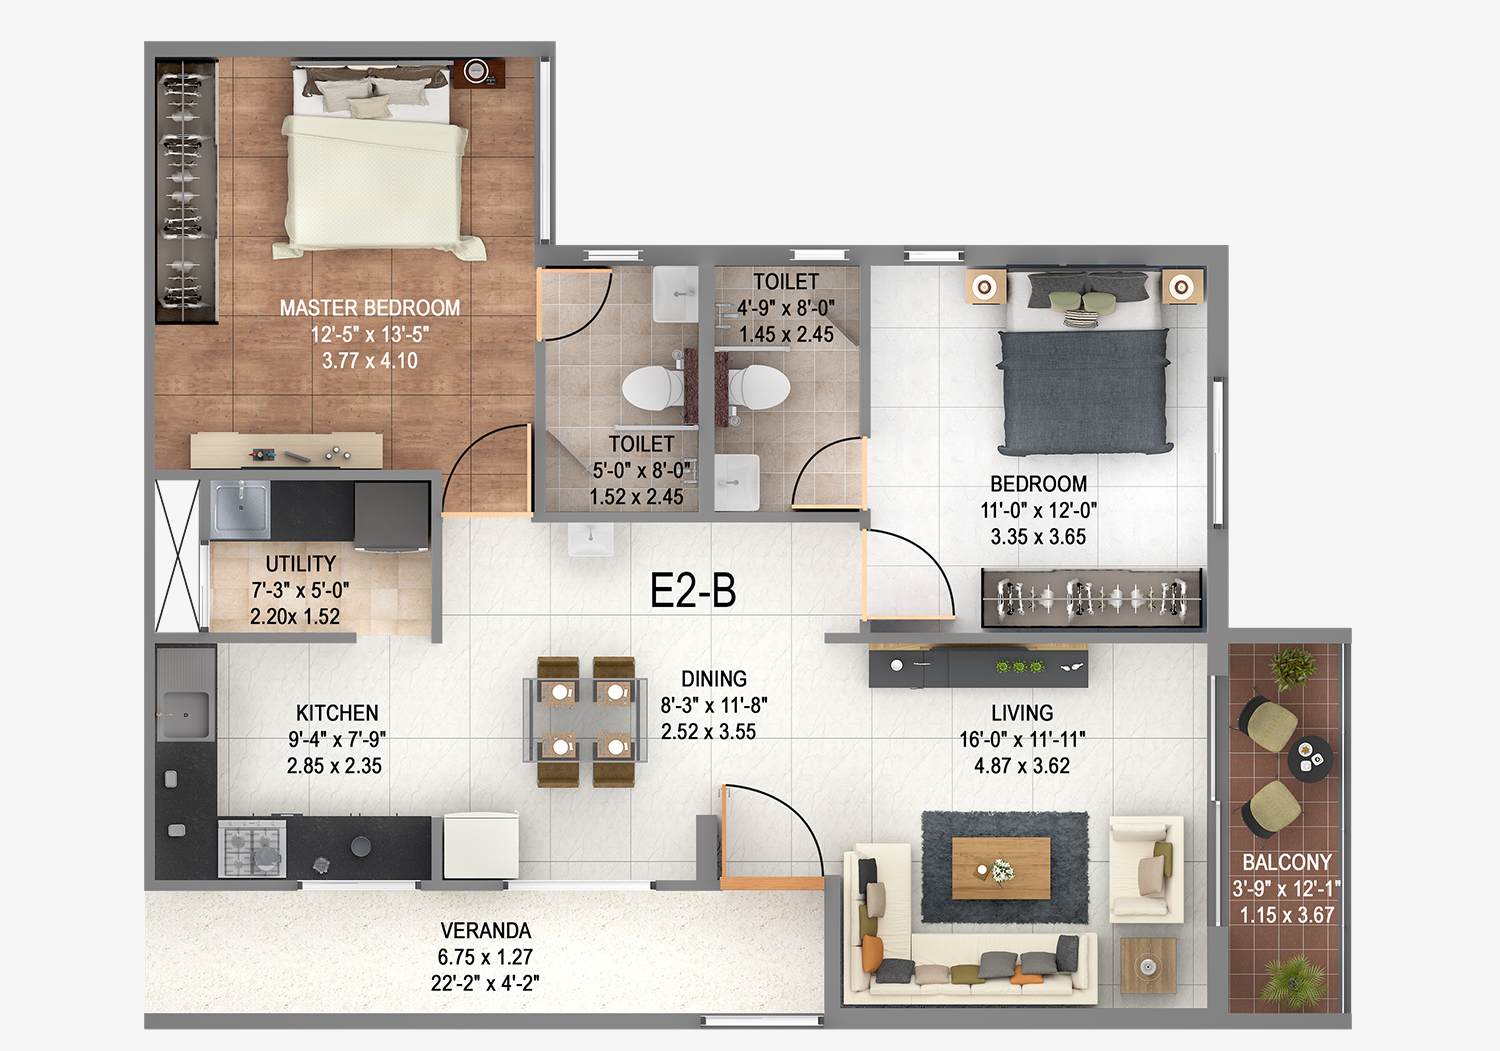 MASTER BEDROOM
12'-5" x 13'-5"
3.77 x 4.10
TOILET
5'-0" x 8'-0"
1.52 x 2.45
TOILET
4'-9" x 8'-0"
1.45 x 2.45
BEDROOM
11'-0" x 12'-0"
3.35 x 3.65
UTILITY
7'-3" x 5'-0"
2.20x 1.52
E2-B
KITCHEN
9'-4" x 7'-9"
2.85 x 2.35
DINING
8'-3" x 11'-8"
2.52 x 3.55
LIVING
16'-0" x 11'-11"
4.87 x 3.62
BALCONY
3'-9" x 12'-1"
1.15 x 3.67
VERANDA
6.75 x 1.27
22'-2" x 4'-2"